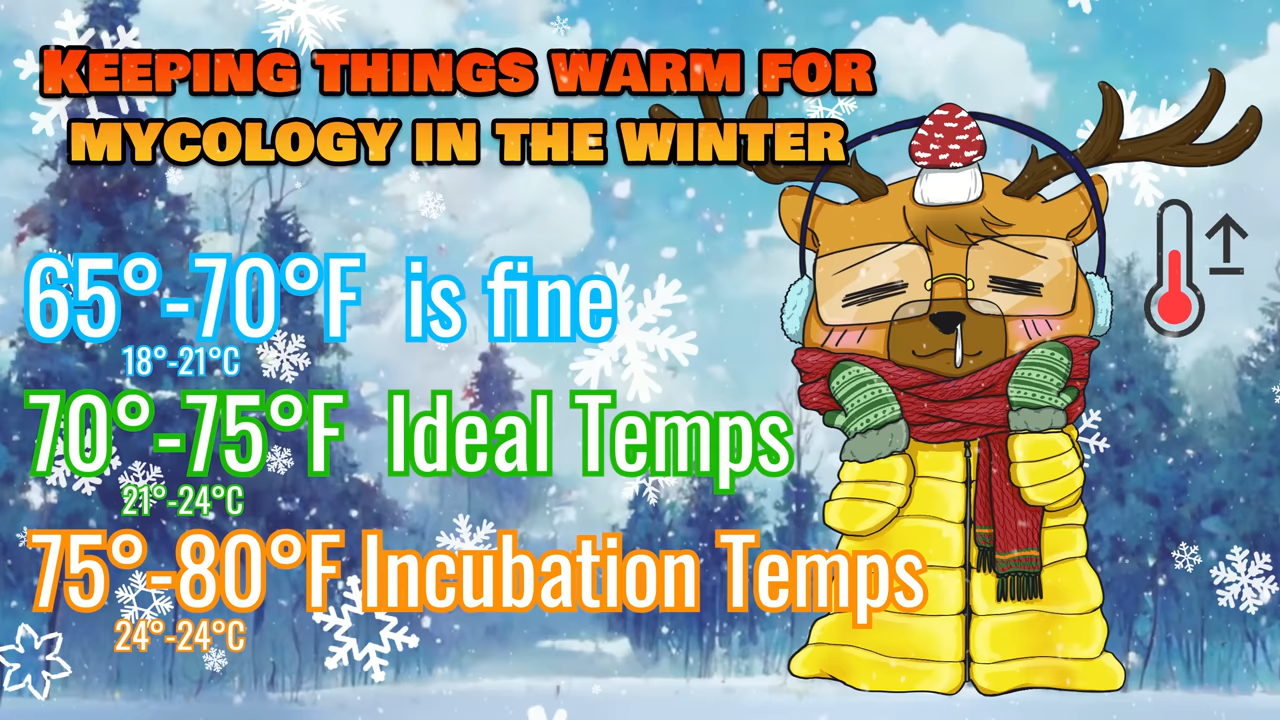 Keeping things warm for
mycology in the winter
65°-70°F is fine
18°-21°C
70°-75°F Ideal Temps
21°-24°C
75°-80°F Incubation Temps
24°-24°C